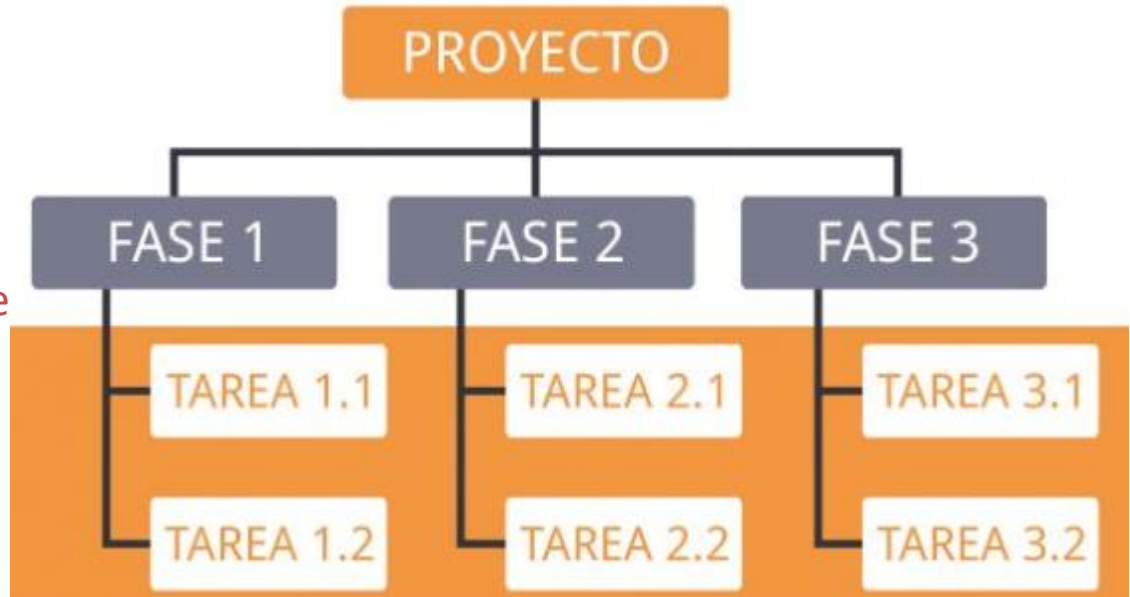 PROYECTO
FASE 1 FASE 2 FASE 3
e
TAREA 1.1 TAREA 2.1 TAREA 3.1
TAREA 1.2 TAREA 2.2 TAREA 3.2